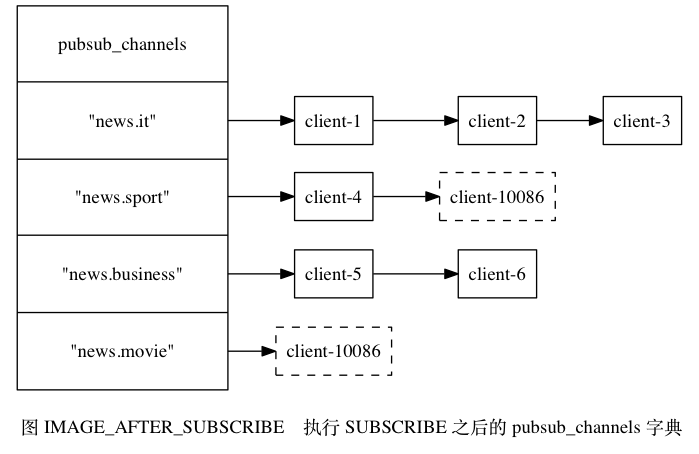 pubsub_channels
"news.it"
client-1
client-2
client-3
"news.sport"
client-4
client-10086
"news.business"
client-5
client-6
"news.movie"
client-10086
图 IMAGE_AFTER_SUBSCRIBE 执行 SUBSCRIBE 之后的 pubsub_channels 字典